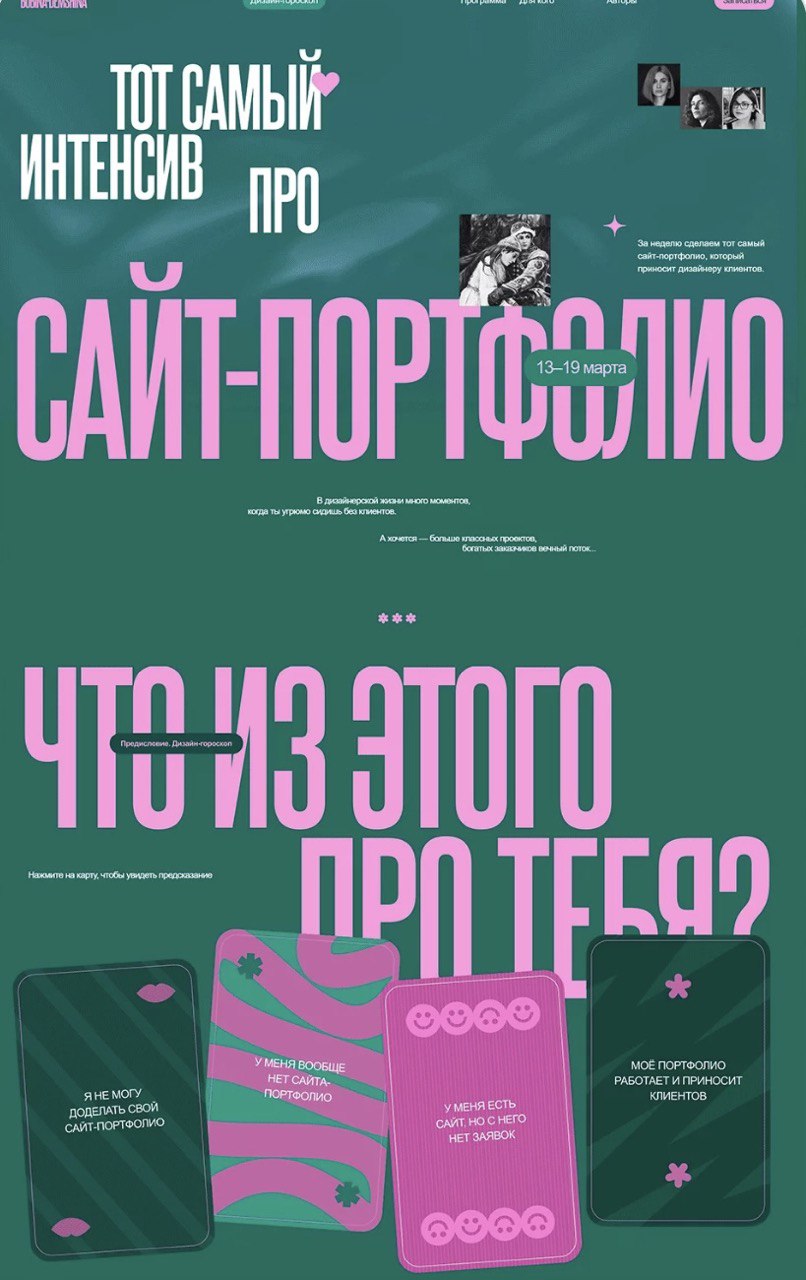 Дизайн-гороскоп
Программа
Для кого
Авторы
Записаться
ТОТ САМЫЙ
ИНТЕНСИВ
ПРО
За неделю сделаем тот самый
сайт-портфолио, который
приносит дизайнеру клиентов.
САЙТ-ПОРТФОЛИО
13–19 марта
В дизайнерской жизни много моментов,
когда ты угрюмо сидишь без клиентов.
А хочется — больше классных проектов,
богатых заказчиков вечный поток...
ЧТО ИЗ ЭТОГО
Предисловие. Дизайн-гороскоп
ПРО ТЕБЯ?
Нажмите на карту, чтобы увидеть предсказание
Я НЕ МОГУ
ДОДЕЛАТЬ СВОЙ
САЙТ-ПОРТФОЛИО
У МЕНЯ ВООБЩЕ
НЕТ САЙТА-
ПОРТФОЛИО
У МЕНЯ ЕСТЬ
САЙТ, НО С НЕГО
НЕТ ЗАЯВОК
МОЁ ПОРТФОЛИО
РАБОТАЕТ И ПРИНОСИТ
КЛИЕНТОВ